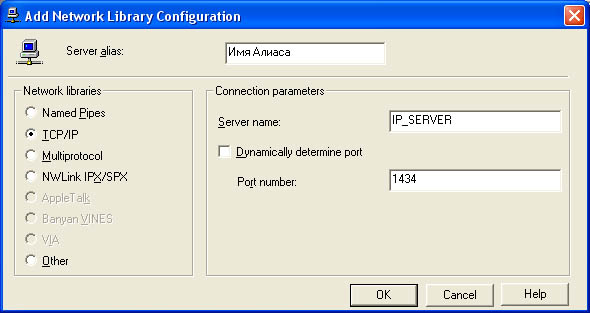 Add Network Library Configuration
Server alias:
Имя Алиаса
Network libraries
Named Pipes
TCP/IP
Multiprotocol
NWLink IPX/SPX
AppleTalk
Banyan VINES
VIA
Other
Connection parameters
Server name:
IP_SERVER
Dynamically determine port
Port number:
1434
OK
Cancel
Help